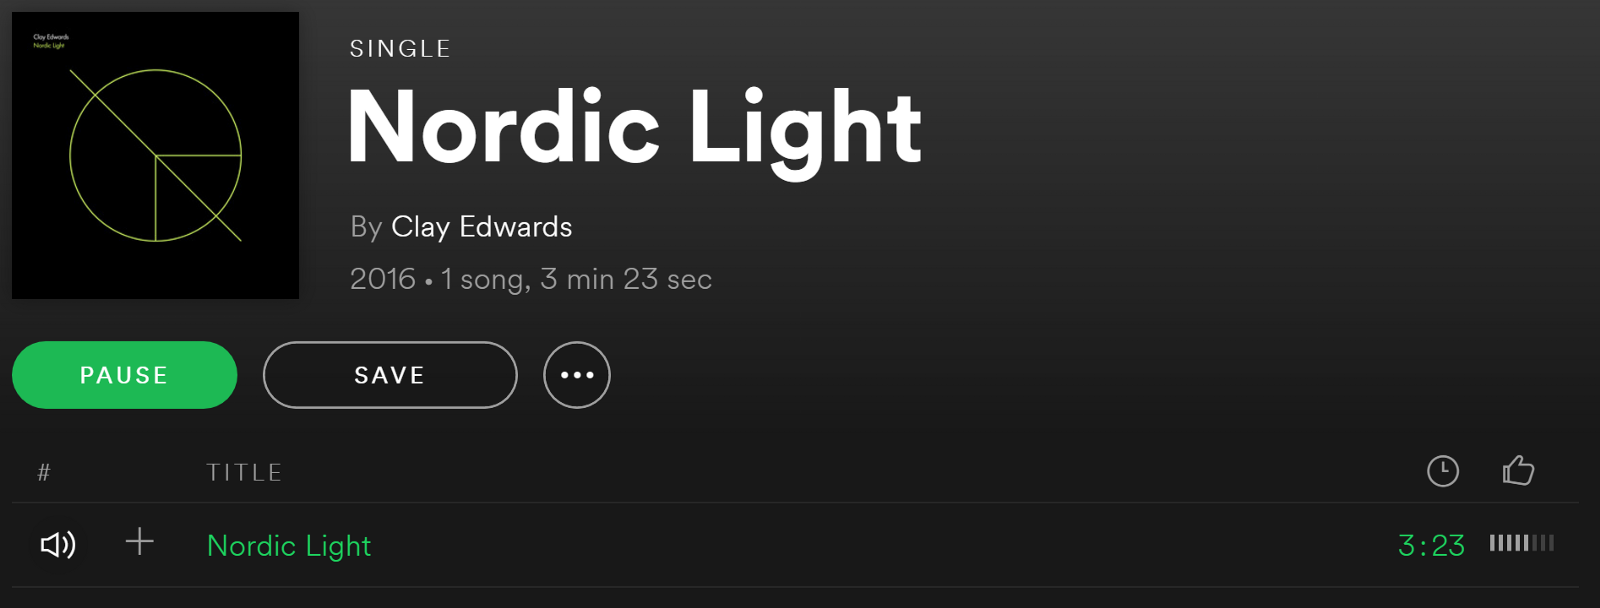 Clay Edwards
Nordic Light
SINGLE
Nordic Light
By Clay Edwards
2016 • 1 song, 3 min 23 sec
PAUSE
SAVE
#
TITLE
Nordic Light
3:23